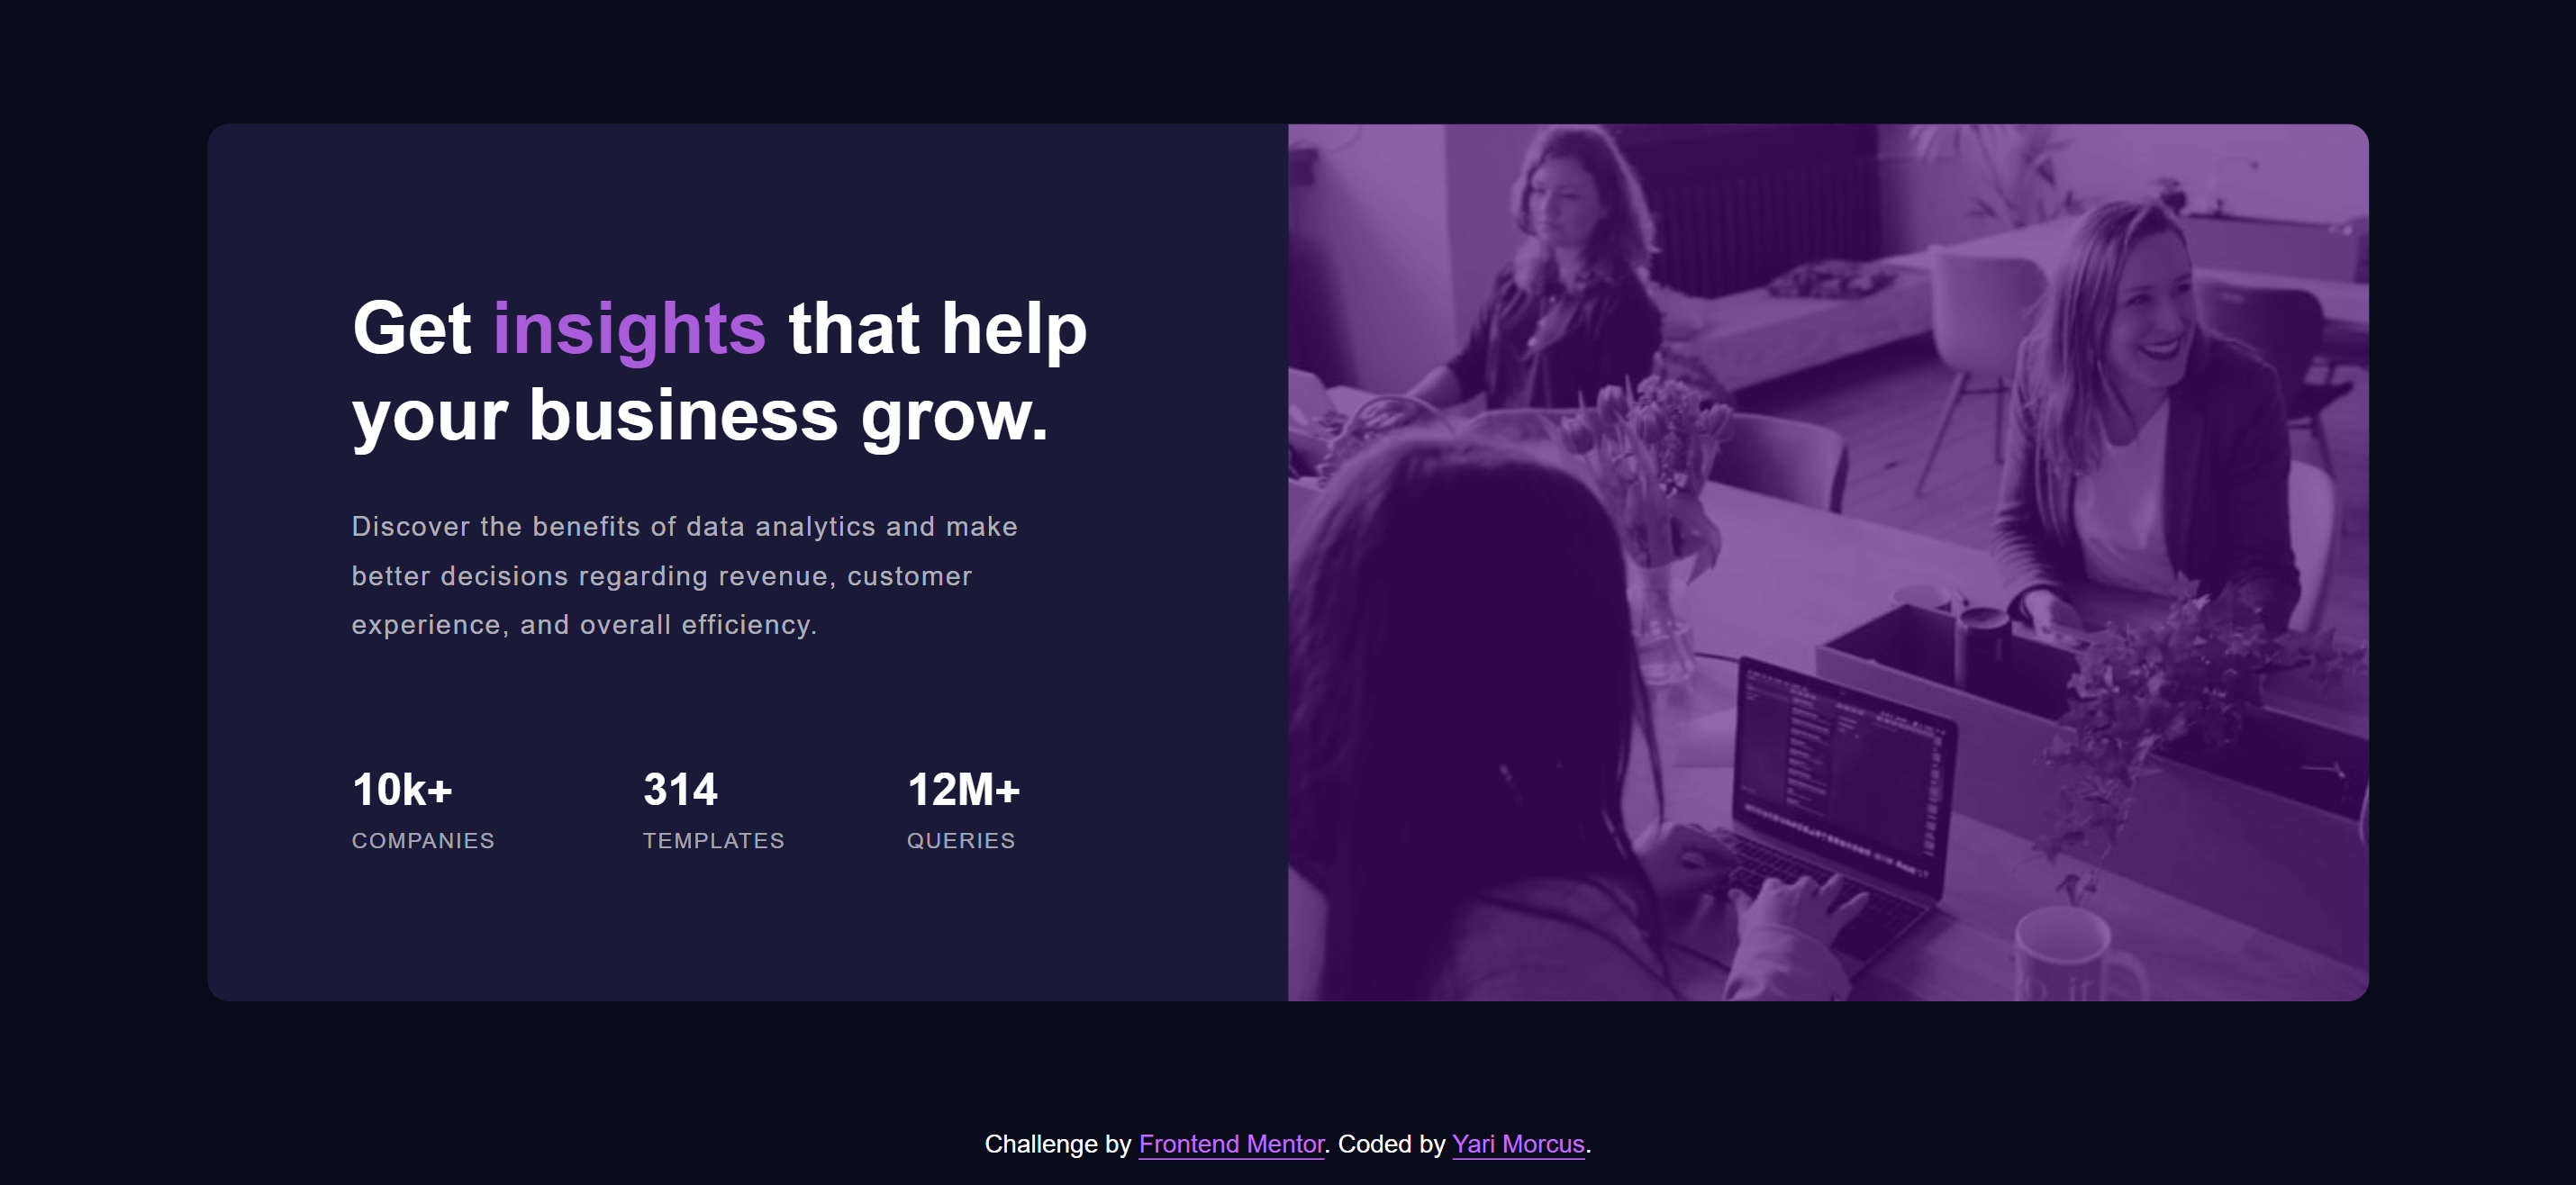 Get insights that help
your business grow.
Discover the benefits of data analytics and make
better decisions regarding revenue, customer
experience, and overall efficiency.
10k+
COMPANIES
314
TEMPLATES
12M+
QUERIES
Challenge by Frontend Mentor. Coded by Yari Morcus.